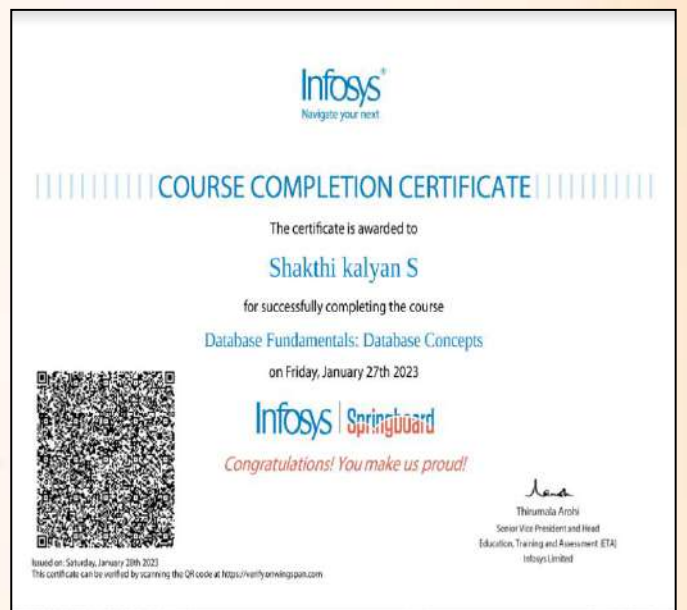 Infosys®
Navigate your next
COURSE COMPLETION CERTIFICATE
The certificate is awarded to
Shakthi kalyan S
for successfully completing the course
Database Fundamentals: Database Concepts
on Friday, January 27th 2023
Infosys | Springboard
Congratulations! You make us proud!
Thirumala Arohi
Senior Vice President and Head
Education, Training and Assessment (ETA)
Infosys Limited
Issued on: Saturday, January 28th 2023
This certificate can be verified by scanning the QR code at https://verify.onwingspan.com